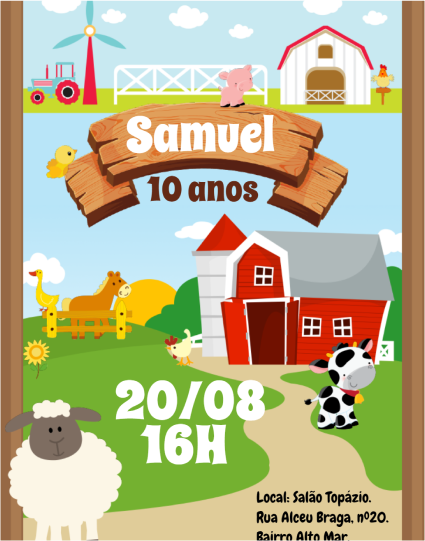 Samuel
10 anos
20/08
16H
Local: Salão Topázio.
Rua Alceu Braga, nº20.
Bairro Alto Mar.